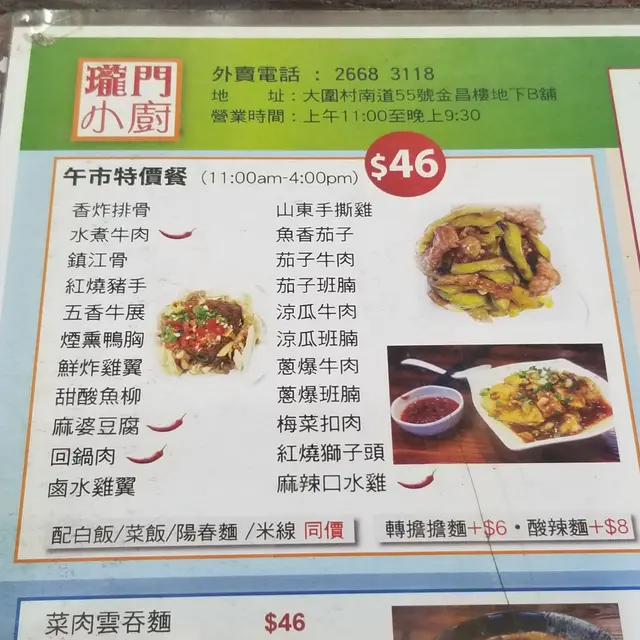 瓏門
小廚
外賣電話 : 2668 3118
地 址 : 大圍村南道55號金昌樓地下B舖
營業時間 : 上午11:00至晚上9:30
午市特價餐 (11:00am-4:00pm) $46
香炸排骨
水煮牛肉
鎮江骨
紅燒豬手
五香牛展
煙熏鴨胸
鮮炸雞翼
甜酸魚柳
麻婆豆腐
回鍋肉
鹵水雞翼
山東手撕雞
魚香茄子
茄子牛肉
茄子班腩
涼瓜牛肉
涼瓜班腩
蔥爆牛肉
蔥爆班腩
梅菜扣肉
紅燒獅子頭
麻辣口水雞
配白飯/菜飯/陽春麵 /米線 同價
轉擔擔麵+$6 · 酸辣麵+$8
菜肉雲吞麵 $46